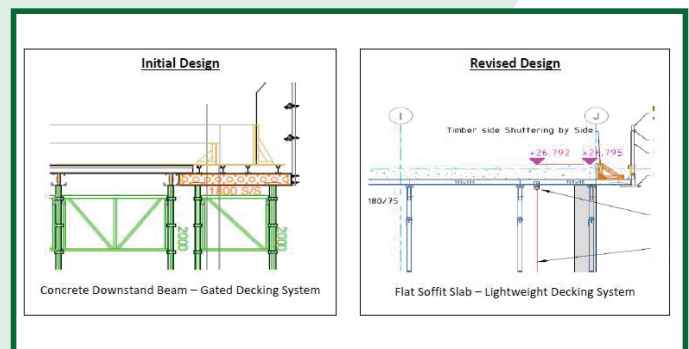 Initial Design
1800 S/S
2000
2000
Concrete Downstand Beam – Gated Decking System
Revised Design
I
J
Timber side Shuttering by Side
+26.792
+26.795
180/75
Flat Soffit Slab – Lightweight Decking System